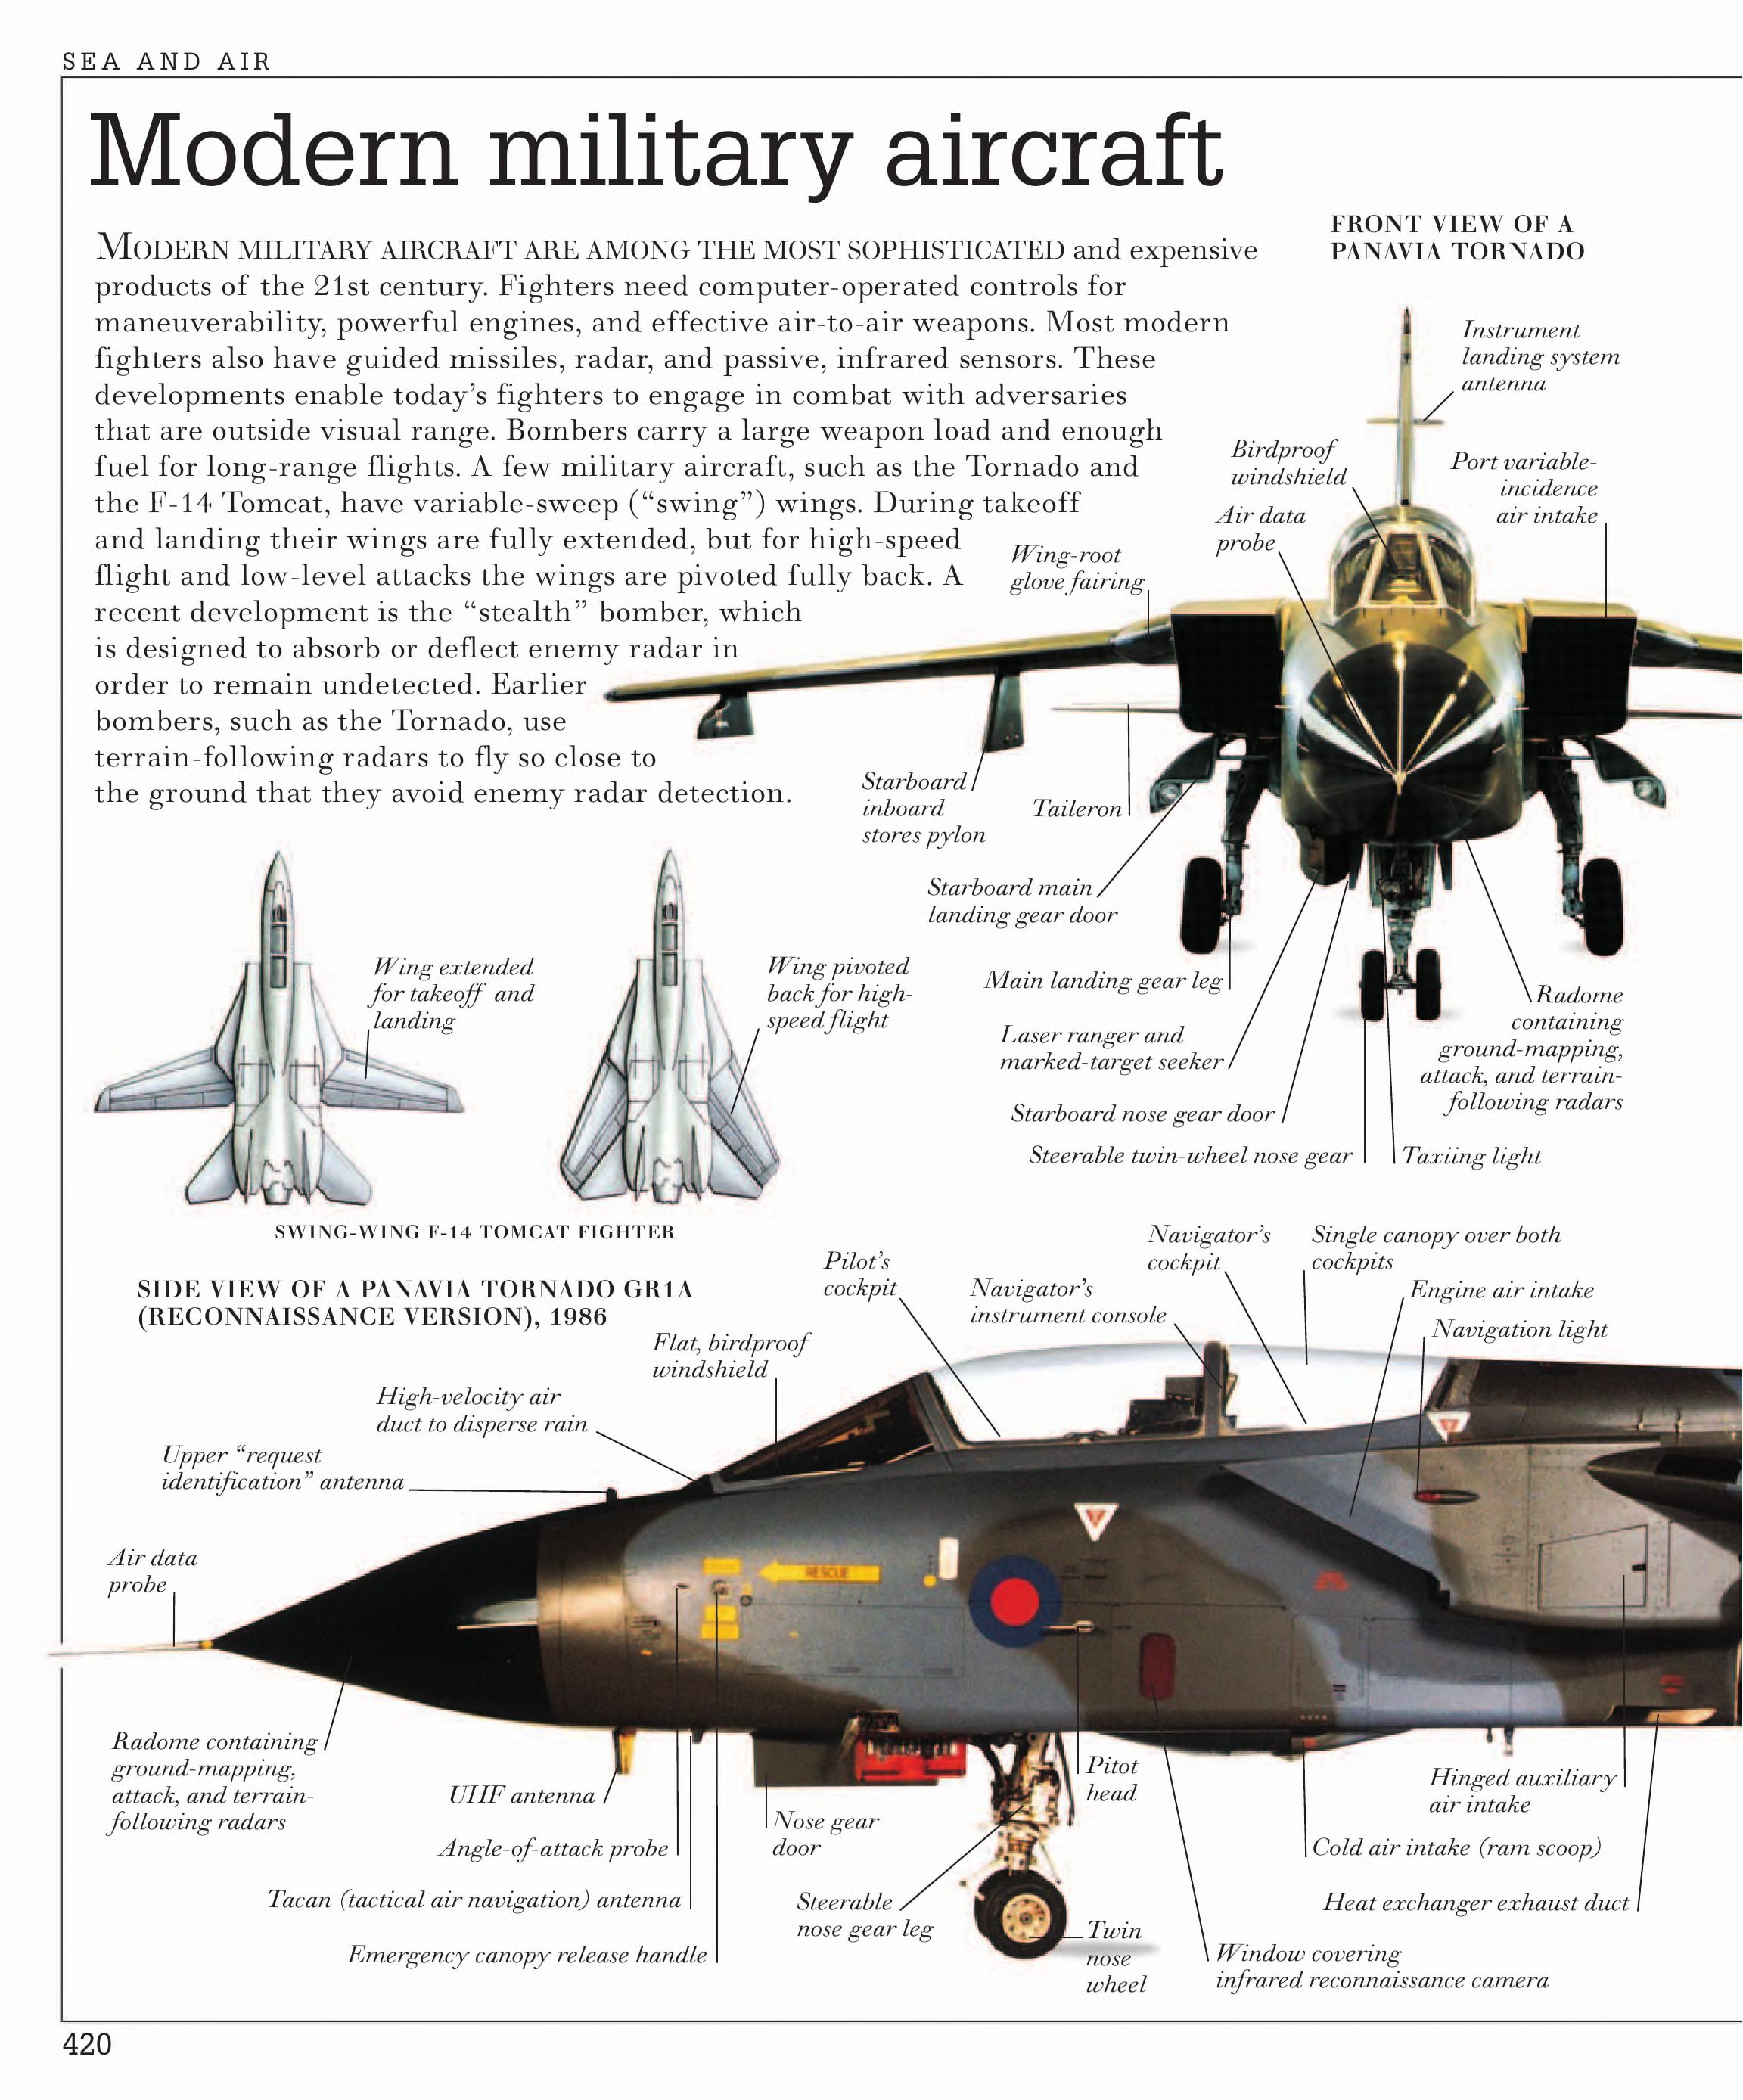 SEA AND AIR
Modern military aircraft
MODERN MILITARY AIRCRAFT ARE AMONG THE MOST SOPHISTICATED and expensive
products of the 21st century. Fighters need computer-operated controls for
maneuverability, powerful engines, and effective air-to-air weapons. Most modern
fighters also have guided missiles, radar, and passive, infrared sensors. These
developments enable today’s fighters to engage in combat with adversaries
that are outside visual range. Bombers carry a large weapon load and enough
fuel for long-range flights. A few military aircraft, such as the Tornado and
the F-14 Tomcat, have variable-sweep (“swing”) wings. During takeoff
and landing their wings are fully extended, but for high-speed
flight and low-level attacks the wings are pivoted fully back. A
recent development is the “stealth” bomber, which
is designed to absorb or deflect enemy radar in
order to remain undetected. Earlier
bombers, such as the Tornado, use
terrain-following radars to fly so close to
the ground that they avoid enemy radar detection.
FRONT VIEW OF A
PANAVIA TORNADO
Instrument
landing system
antenna
Birdproof
windshield
Port variable-
incidence
air intake
Air data
probe
Wing-root
glove fairing
Starboard
inboard
stores pylon
Taileron
Starboard main
landing gear door
Main landing gear leg
Laser ranger and
marked-target seeker
Starboard nose gear door
Steerable twin-wheel nose gear
Taxiing light
Radome
containing
ground-mapping,
attack, and terrain-
following radars
Wing extended
for takeoff and
landing
Wing pivoted
back for high-
speed flight
SWING-WING F-14 TOMCAT FIGHTER
SIDE VIEW OF A PANAVIA TORNADO GR1A
(RECONNAISSANCE VERSION), 1986
Pilot’s
cockpit
Navigator’s
instrument console
Navigator’s
cockpit
Single canopy over both
cockpits
Engine air intake
Navigation light
Flat, birdproof
windshield
High-velocity air
duct to disperse rain
Upper “request
identification” antenna
Air data
probe
RESCUE
Radome containing
ground-mapping,
attack, and terrain-
following radars
UHF antenna
Angle-of-attack probe
Tacan (tactical air navigation) antenna
Emergency canopy release handle
Nose gear
door
Steerable
nose gear leg
Pitot
head
Twin
nose
wheel
Hinged auxiliary
air intake
Cold air intake (ram scoop)
Heat exchanger exhaust duct
Window covering
infrared reconnaissance camera
420